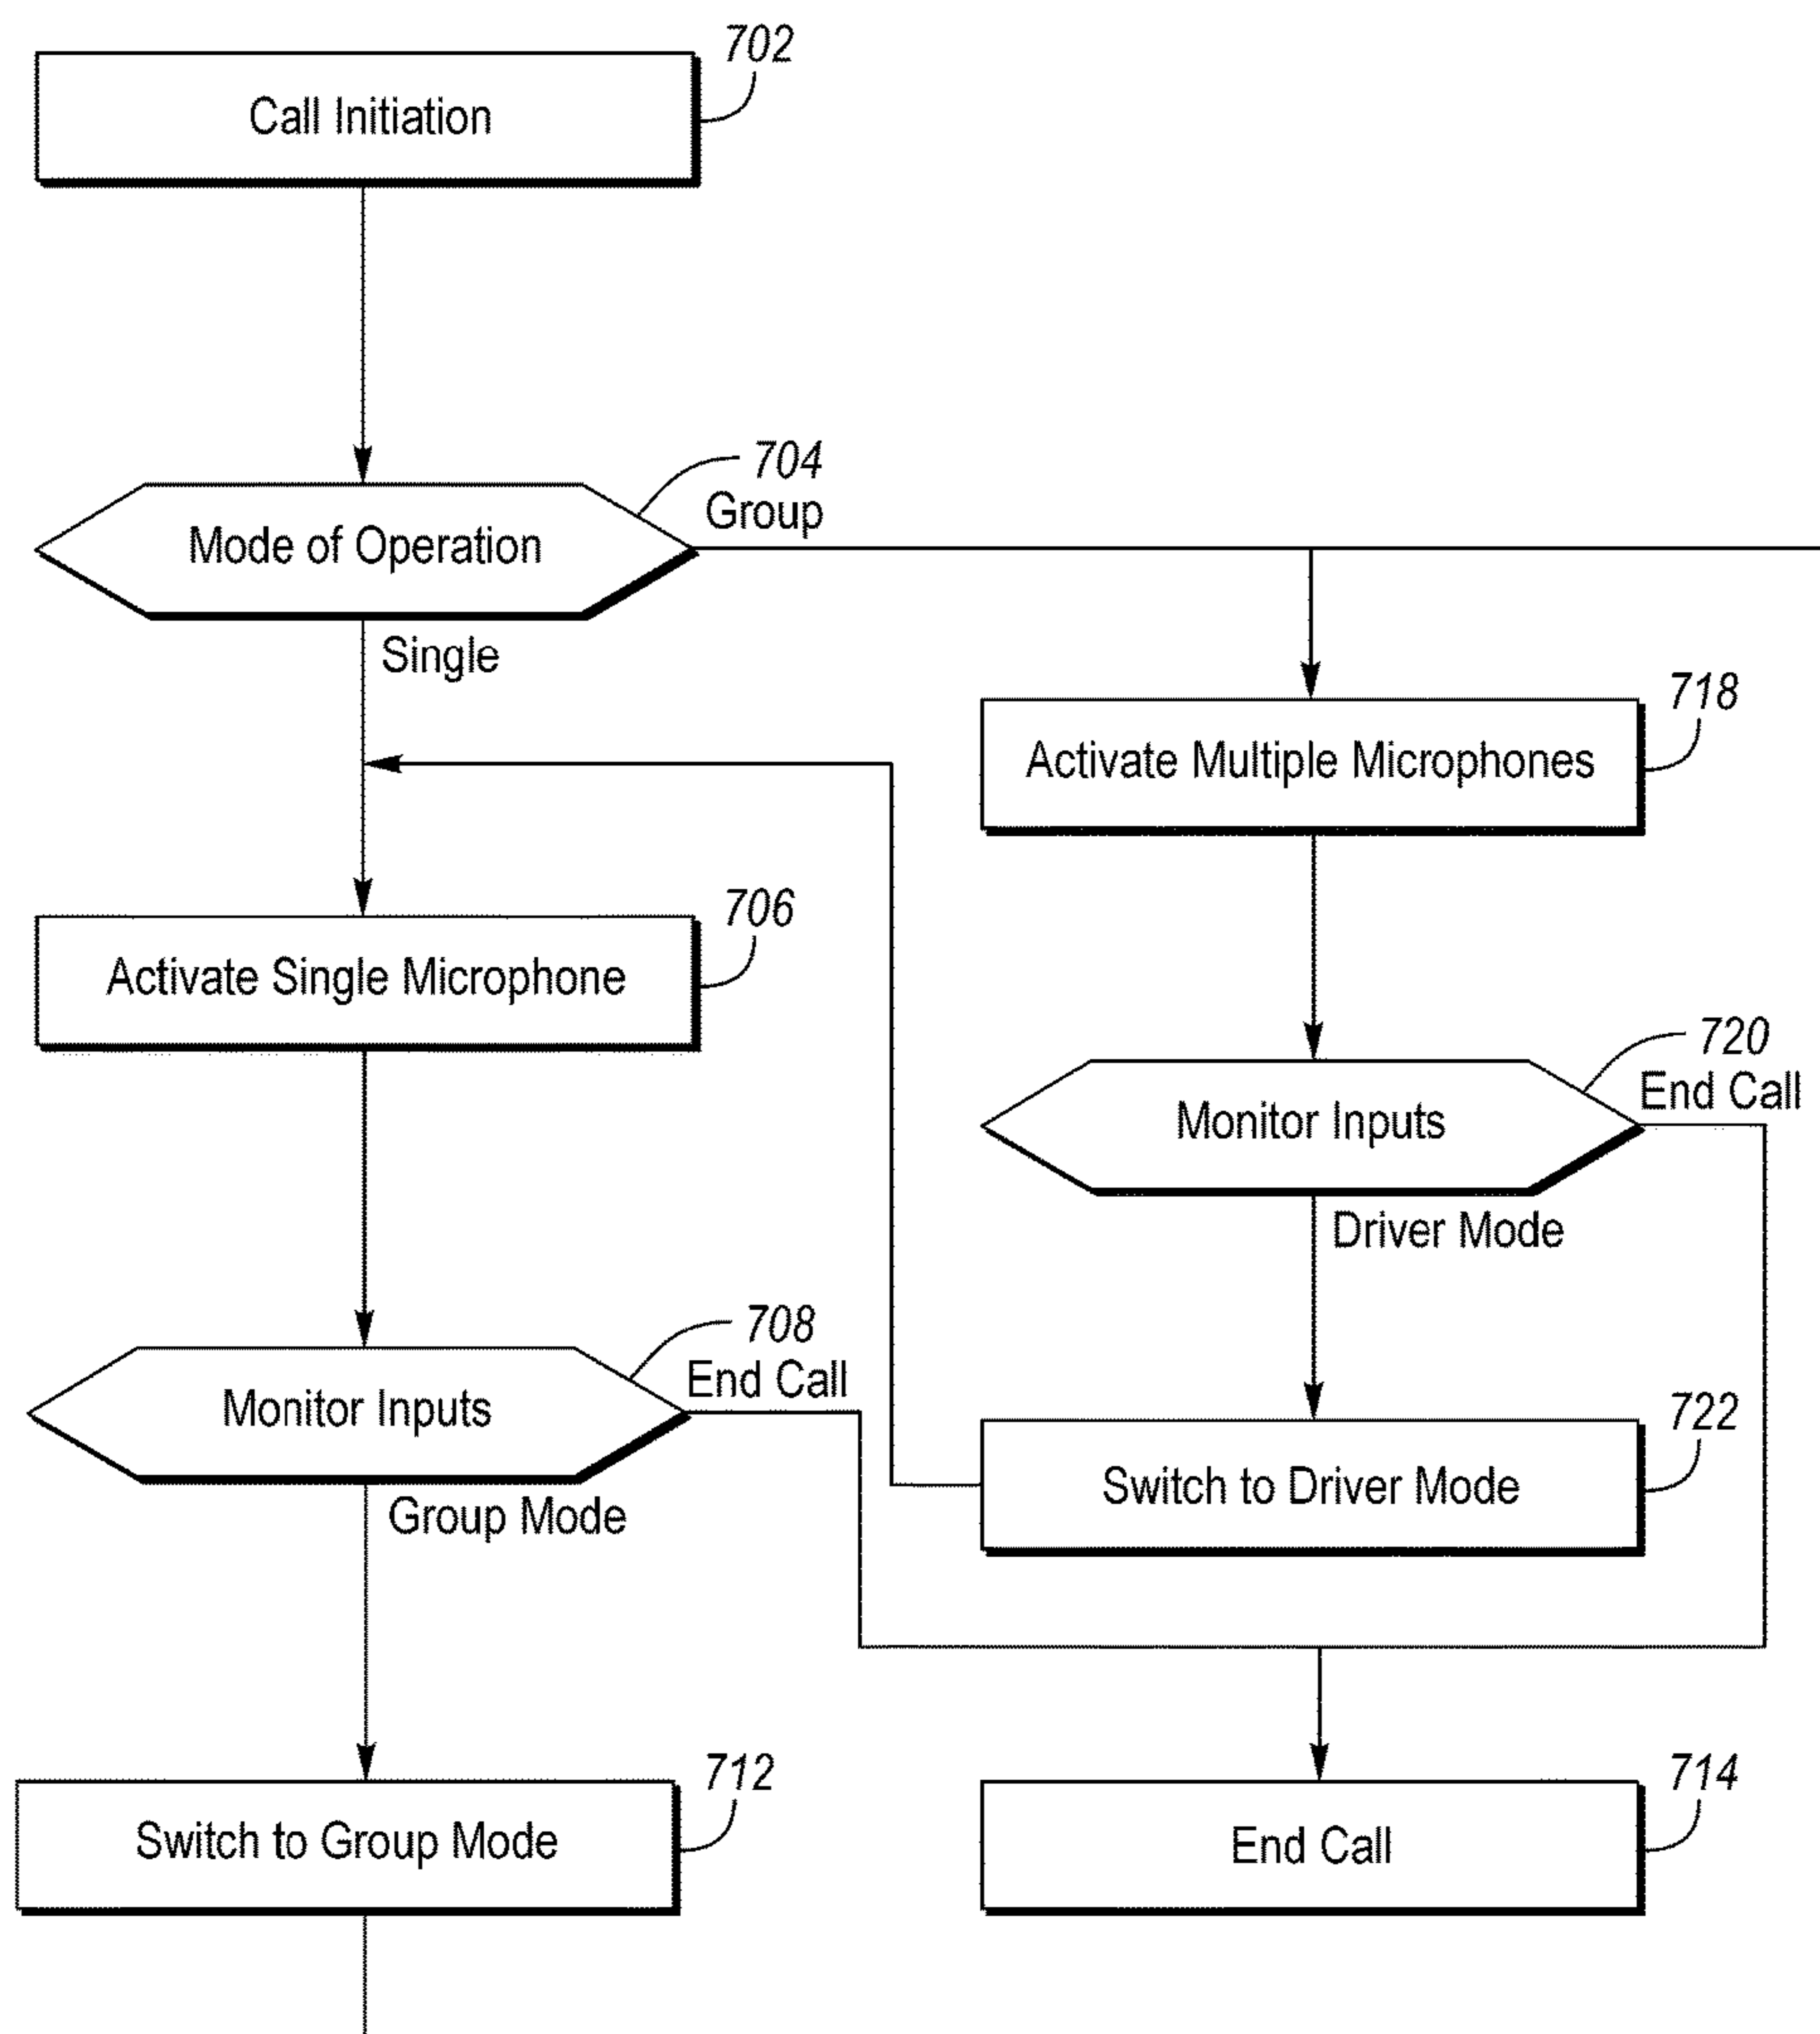 702
Call Initiation
704
Group
Mode of Operation
Single
718
Activate Multiple Microphones
706
Activate Single Microphone
720
End Call
Monitor Inputs
Driver Mode
708
End Call
Monitor Inputs
Group Mode
722
Switch to Driver Mode
712
Switch to Group Mode
714
End Call